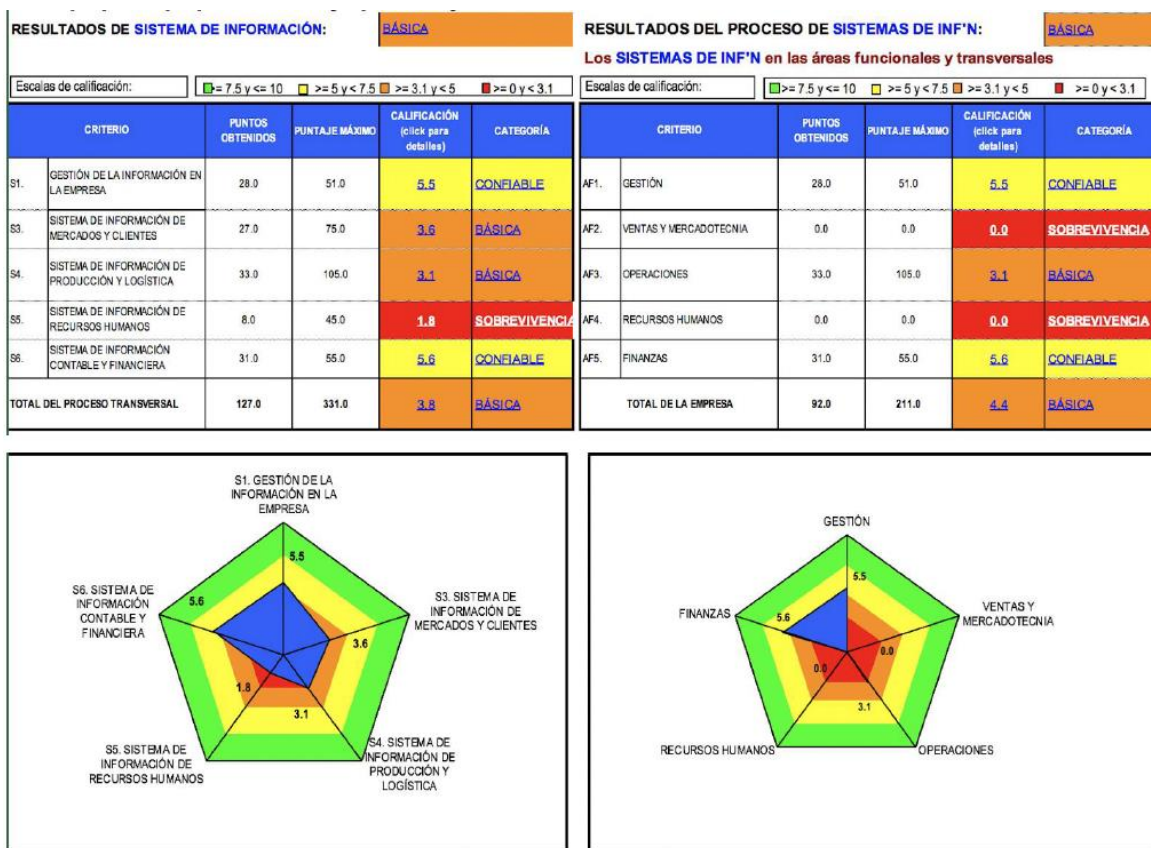 RESULTADOS DE SISTEMA DE INFORMACIÓN:
BÁSICA
Escalas de calificación:
>= 7.5 y <= 10
>= 5 y < 7.5
>= 3.1 y < 5
>= 0 y < 3.1
CRITERIO
PUNTOS
OBTENIDOS
PUNTAJE MÁXIMO
CALIFICACIÓN
(click para
detalles)
CATEGORÍA
S1.
GESTIÓN DE LA INFORMACIÓN EN
LA EMPRESA
28.0
51.0
5.5
CONFIABLE
S3.
SISTEMA DE INFORMACIÓN DE
MERCADOS Y CLIENTES
27.0
75.0
3.6
BÁSICA
S4.
SISTEMA DE INFORMACIÓN DE
PRODUCCIÓN Y LOGÍSTICA
33.0
105.0
3.1
BÁSICA
S5.
SISTEMA DE INFORMACIÓN DE
RECURSOS HUMANOS
8.0
45.0
1.8
SOBREVIVENCIA
S6.
SISTEMA DE INFORMACIÓN
CONTABLE Y FINANCIERA
31.0
55.0
5.6
CONFIABLE
TOTAL DEL PROCESO TRANSVERSAL
127.0
331.0
3.8
BÁSICA
RESULTADOS DEL PROCESO DE SISTEMAS DE INF'N:
BÁSICA
Los SISTEMAS DE INF'N en las áreas funcionales y transversales
Escalas de calificación:
>= 7.5 y <= 10
>= 5 y < 7.5
>= 3.1 y < 5
>= 0 y < 3.1
CRITERIO
PUNTOS
OBTENIDOS
PUNTAJE MÁXIMO
CALIFICACIÓN
(click para
detalles)
CATEGORÍA
AF1.
GESTIÓN
28.0
51.0
5.5
CONFIABLE
AF2.
VENTAS Y MERCADOTECNIA
0.0
0.0
0.0
SOBREVIVENCIA
AF3.
OPERACIONES
33.0
105.0
3.1
BÁSICA
AF4.
RECURSOS HUMANOS
0.0
0.0
0.0
SOBREVIVENCIA
AF5.
FINANZAS
31.0
55.0
5.6
CONFIABLE
TOTAL DE LA EMPRESA
92.0
211.0
4.4
BÁSICA
S1. GESTIÓN DE LA
INFORMACIÓN EN LA
EMPRESA
5.5
S3. SISTEMA DE
INFORMACIÓN DE
MERCADOS Y CLIENTES
3.6
S4. SISTEMA DE
INFORMACIÓN DE
PRODUCCIÓN Y
LOGÍSTICA
3.1
S5. SISTEMA DE
INFORMACIÓN DE
RECURSOS HUMANOS
1.8
S6. SISTEMA DE
INFORMACIÓN
CONTABLE Y
FINANCIERA
5.6
GESTIÓN
5.5
VENTAS Y
MERCADOTECNIA
0.0
OPERACIONES
3.1
RECURSOS HUMANOS
0.0
FINANZAS
5.6